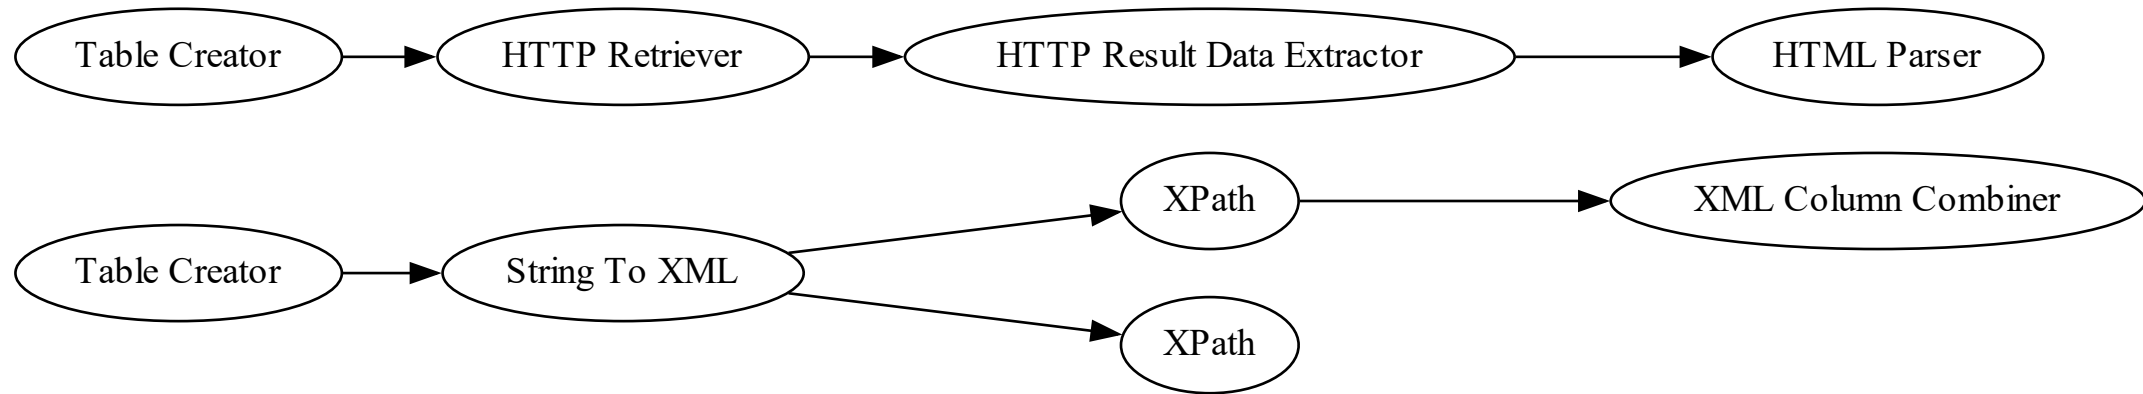 Table Creator
HTTP Retriever
HTTP Result Data Extractor
HTML Parser
XPath
XML Column Combiner
Table Creator
String To XML
XPath